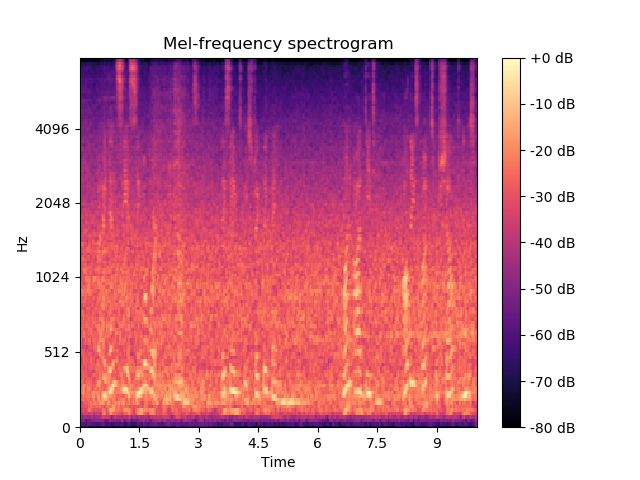 Mel-frequency spectrogram
+0 dB
-10 dB
-20 dB
-30 dB
-40 dB
-50 dB
-60 dB
-70 dB
-80 dB
4096
2048
1024
512
0
Hz
0 1.5 3 4.5 6 7.5 9
Time